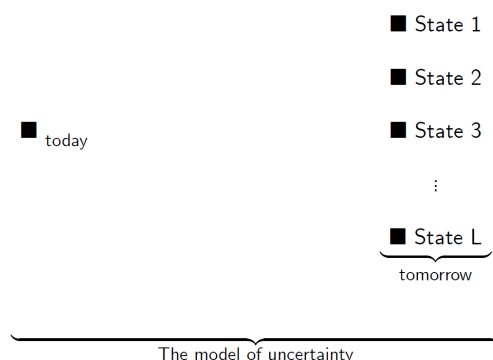 State 1
State 2
State 3
today
⋮
State L
tomorrow
The model of uncertainty